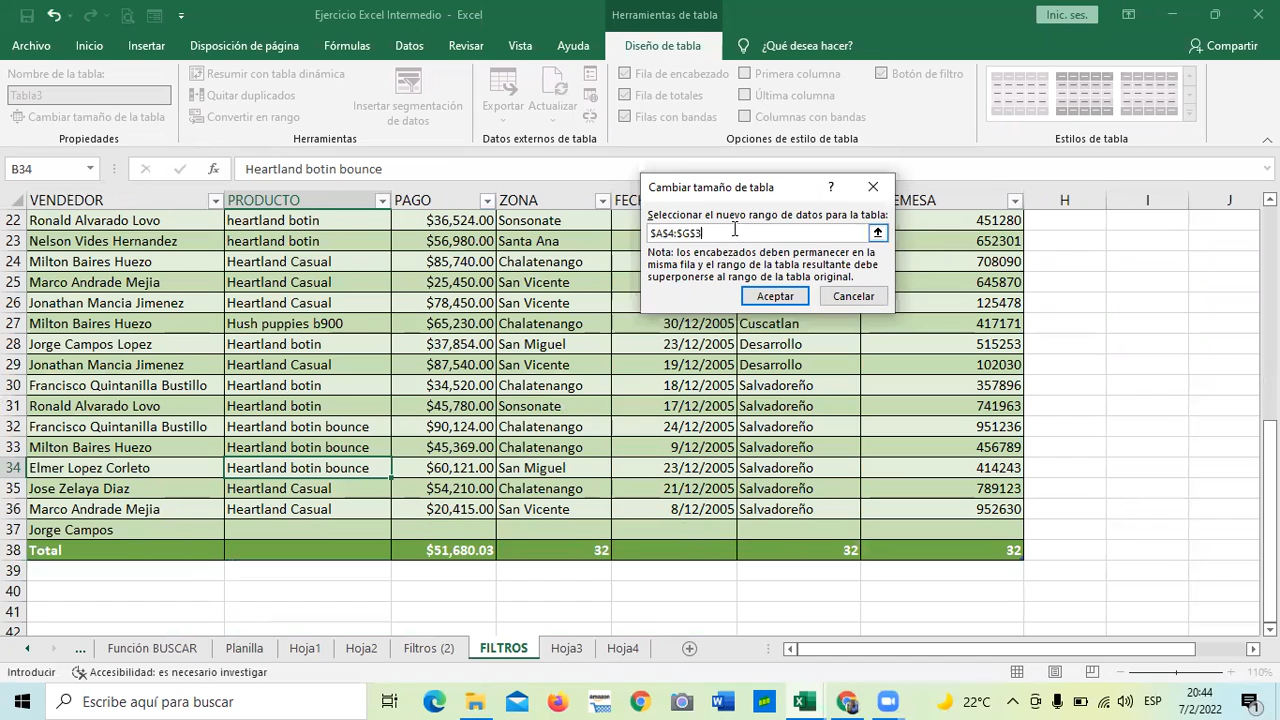 Ejercicio Excel Intermedio - Excel
Herramientas de tabla
Inic. ses.
Archivo Inicio Insertar Disposición de página Fórmulas Datos Revisar Vista Ayuda Diseño de tabla ¿Qué desea hacer? Compartir
Nombre de la tabla:
Tabla3
Cambiar tamaño de la tabla
Propiedades
Resumir con tabla dinámica
Quitar duplicados
Convertir en rango
Insertar segmentación de datos
Herramientas
Exportar Actualizar
Datos externos de tabla
Fila de encabezado Primera columna Botón de filtro
Fila de totales Última columna
Filas con bandas Columnas con bandas
Opciones de estilo de tabla
Estilos de tabla
B34 fx Heartland botin bounce
VENDEDOR PRODUCTO PAGO ZONA FECH EMESA H I J
22 Ronald Alvarado Lovo heartland botin $36,524.00 Sonsonate 451280
23 Nelson Vides Hernandez heartland botin $56,980.00 Santa Ana 652301
24 Milton Baires Huezo Heartland Casual $85,740.00 Chalatenango 708090
25 Marco Andrade Mejia Heartland Casual $25,450.00 San Vicente 645870
26 Jonathan Mancia Jimenez Heartland Casual $78,450.00 San Vicente 125478
27 Milton Baires Huezo Hush puppies b900 $65,230.00 Chalatenango 30/12/2005 Cuscatlan 417171
28 Jorge Campos Lopez Heartland botin $37,854.00 San Miguel 23/12/2005 Desarrollo 515253
29 Jonathan Mancia Jimenez Heartland Casual $87,540.00 San Vicente 19/12/2005 Desarrollo 102030
30 Francisco Quintanilla Bustillo Heartland botin $34,520.00 Chalatenango 18/12/2005 Salvadoreño 357896
31 Ronald Alvarado Lovo Heartland botin $45,780.00 Sonsonate 17/12/2005 Salvadoreño 741963
32 Francisco Quintanilla Bustillo Heartland botin bounce $90,124.00 Chalatenango 24/12/2005 Salvadoreño 951236
33 Milton Baires Huezo Heartland botin bounce $45,369.00 Chalatenango 9/12/2005 Salvadoreño 456789
34 Elmer Lopez Corleto Heartland botin bounce $60,121.00 San Miguel 23/12/2005 Salvadoreño 414243
35 Jose Zelaya Diaz Heartland Casual $54,210.00 Chalatenango 21/12/2005 Salvadoreño 789123
36 Marco Andrade Mejia Heartland Casual $20,415.00 San Vicente 8/12/2005 Salvadoreño 952630
37 Jorge Campos
38 Total $51,680.03 32 32 32
39
40
41
42
Cambiar tamaño de tabla ?
Seleccionar el nuevo rango de datos para la tabla:
$A$4:$G$3
Nota: los encabezados deben permanecer en la
misma fila y el rango de la tabla resultante debe
superponerse al rango de la tabla original.
Aceptar Cancelar
... Función BUSCAR Planilla Hoja1 Hoja2 Filtros (2) FILTROS Hoja3 Hoja4
Introducir Accesibilidad: es necesario investigar 110%
Escribe aquí para buscar
22°C ESP 20:44
7/2/2022